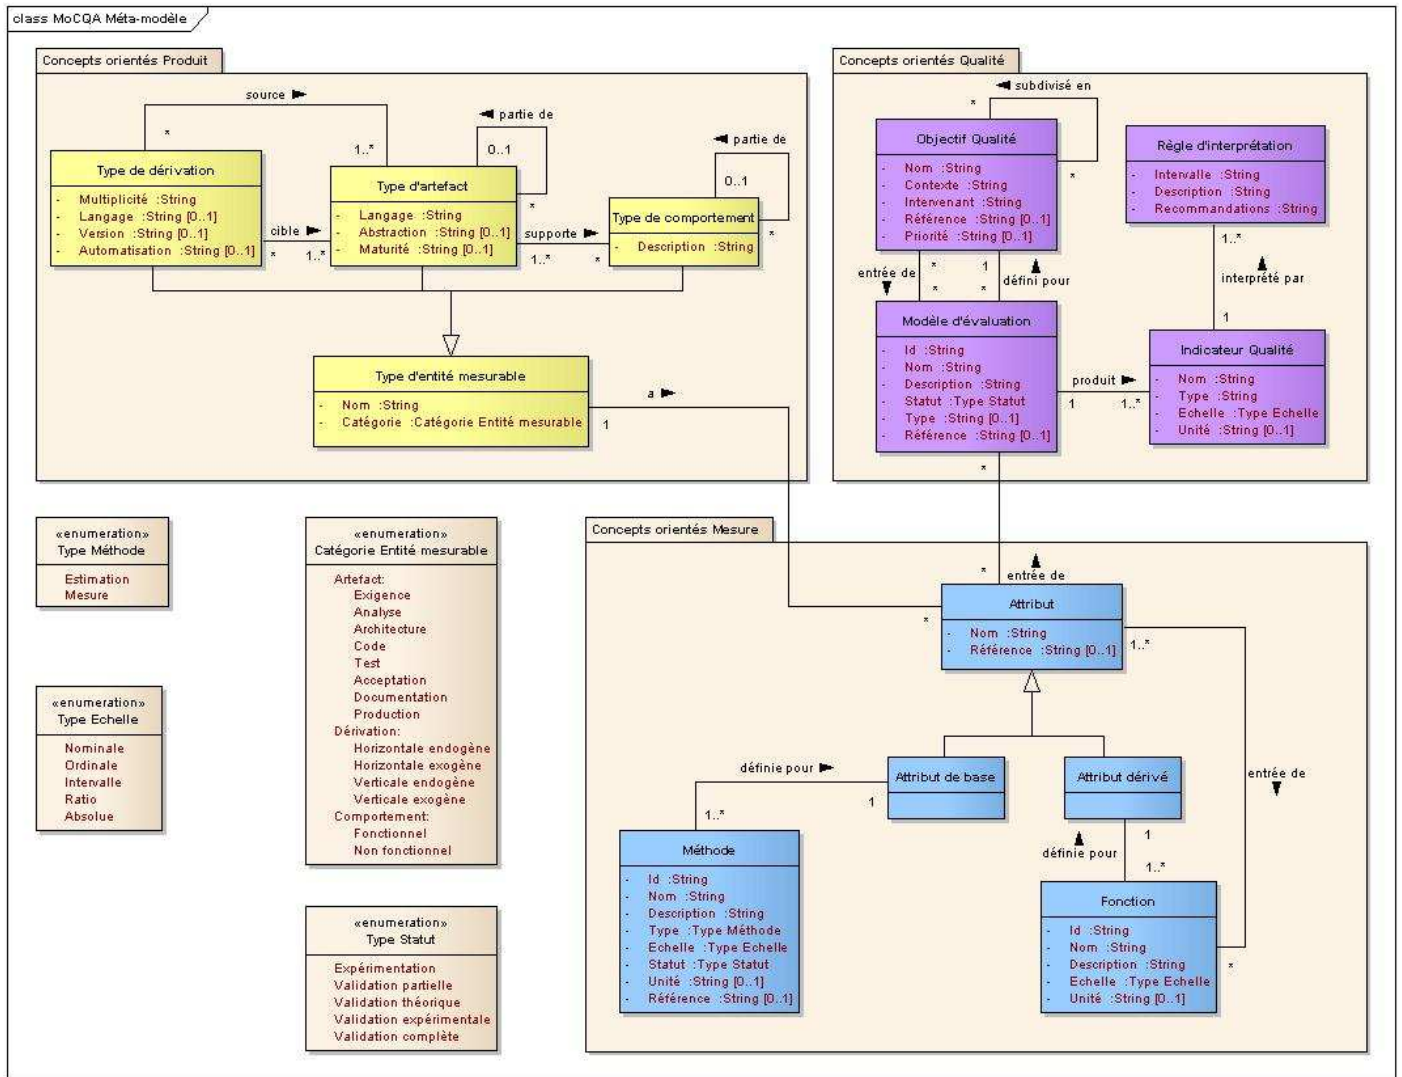 class MoCQA Méta-modèle
Concepts orientés Produit
source
*
1..*
partie de
0..1
*
partie de
0..1
*
Type de dérivation
- Multiplicité :String
- Langage :String [0..1]
- Version :String [0..1]
- Automatisation :String [0..1]
cible
*
1..*
Type d'artefact
- Langage :String
- Abstraction :String [0..1]
- Maturité :String [0..1]
supporte
1..*
*
Type de comportement
- Description :String
Type d'entité mesurable
- Nom :String
- Catégorie :Catégorie Entité mesurable
a
1
*
Concepts orientés Qualité
subdivisé en
*
*
Objectif Qualité
- Nom :String
- Contexte :String
- Intervenant :String
- Référence :String [0..1]
- Priorité :String [0..1]
Règle d'interprétation
- Intervalle :String
- Description :String
- Recommandations :String
1..*
interprété par
1
entrée de
*
*
1
*
défini pour
Modèle d'évaluation
- Id :String
- Nom :String
- Description :String
- Statut :Type Statut
- Type :String [0..1]
- Référence :String [0..1]
produit
1
1..*
Indicateur Qualité
- Nom :String
- Type :String
- Echelle :Type Echelle
- Unité :String [0..1]
*
*
entrée de
«enumeration»
Type Méthode
Estimation
Mesure
«enumeration»
Type Echelle
Nominale
Ordinale
Intervalle
Ratio
Absolue
«enumeration»
Catégorie Entité mesurable
Artefact:
Exigence
Analyse
Architecture
Code
Test
Acceptation
Documentation
Production
Dérivation:
Horizontale endogène
Horizontale exogène
Verticale endogène
Verticale exogène
Comportement:
Fonctionnel
Non fonctionnel
«enumeration»
Type Statut
Expérimentation
Validation partielle
Validation théorique
Validation expérimentale
Validation complète
Concepts orientés Mesure
Attribut
- Nom :String
- Référence :String [0..1]
1..*
entrée de
*
Attribut de base
Attribut dérivé
définie pour
1
1..*
définie pour
1
1..*
Méthode
- Id :String
- Nom :String
- Description :String
- Type :Type Méthode
- Echelle :Type Echelle
- Statut :Type Statut
- Unité :String [0..1]
- Référence :String [0..1]
Fonction
- Id :String
- Nom :String
- Description :String
- Echelle :Type Echelle
- Unité :String [0..1]